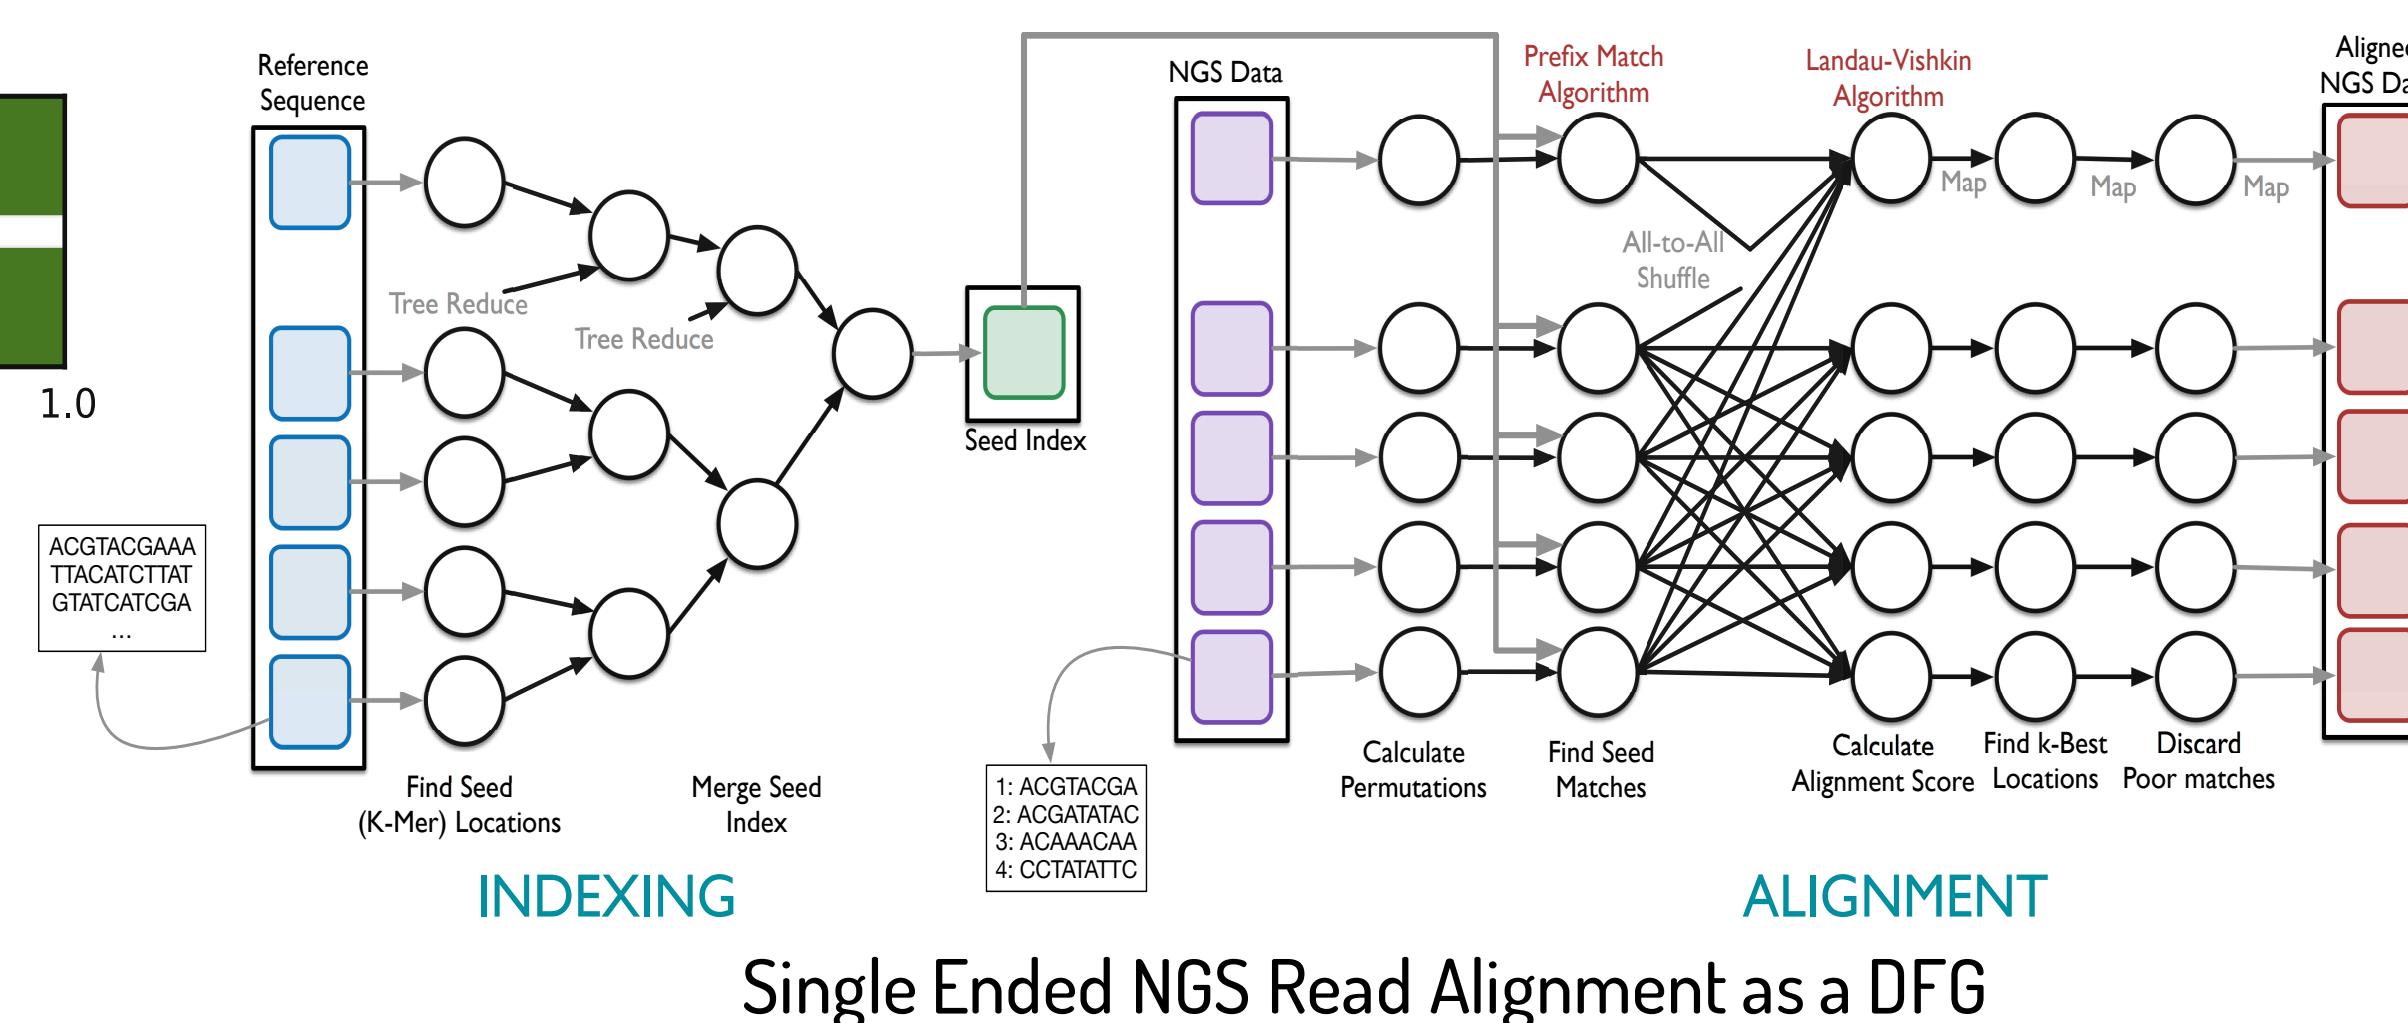 1.0
Reference
Sequence
Tree Reduce
Tree Reduce
ACGTACGAAA
TTACATCTTAT
GTATCATCGA
...
Find Seed
(K-Mer) Locations
Merge Seed
Index
INDEXING
Seed Index
NGS Data
1: ACGTACGA
2: ACGATATAC
3: ACAAACAA
4: CCTATATTC
Prefix Match
Algorithm
Landau-Vishkin
Algorithm
All-to-All
Shuffle
Map
Map
Map
Aligne
NGS Da
Calculate
Permutations
Find Seed
Matches
Calculate
Alignment Score
Find k-Best
Locations
Discard
Poor matches
ALIGNMENT
Single Ended NGS Read Alignment as a DFG